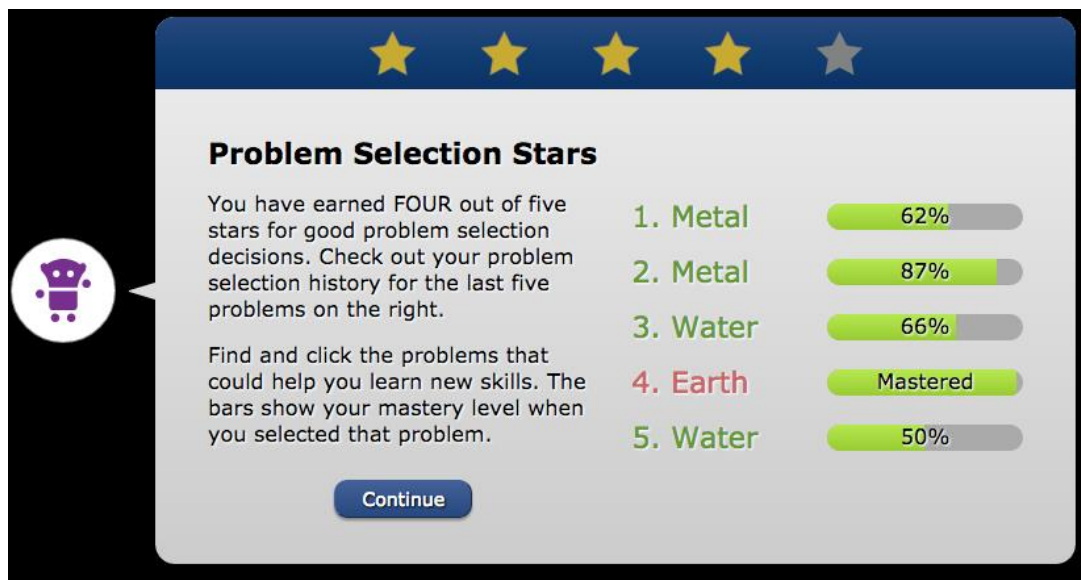 Problem Selection Stars
You have earned FOUR out of five
stars for good problem selection
decisions. Check out your problem
selection history for the last five
problems on the right.
Find and click the problems that
could help you learn new skills. The
bars show your mastery level when
you selected that problem.
Continue
1. Metal 62%
2. Metal 87%
3. Water 66%
4. Earth Mastered
5. Water 50%